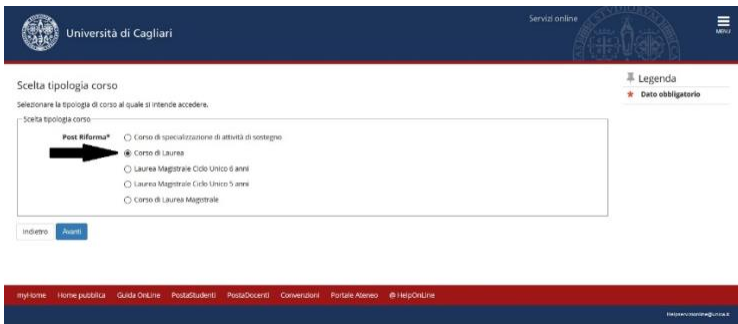 Servizi online
MENU
Università di Cagliari
Scelta tipologia corso
Selezionare la tipologia di corso al quale si intende accedere.
Scelta tipologia corso
Post Riforma* Corso di specializzazione di attività di sostegno
Corso di Laurea
Laurea Magistrale Ciclo Unico 6 anni
Laurea Magistrale Ciclo Unico 5 anni
Corso di Laurea Magistrale
Indietro Avanti
Legenda
* Dato obbligatorio
myHome Home pubblica Guida OnLine PostaStudenti PostaDocenti Convenzioni Portale Ateneo @ HelpOnLine
Helpservizionline@unica.it